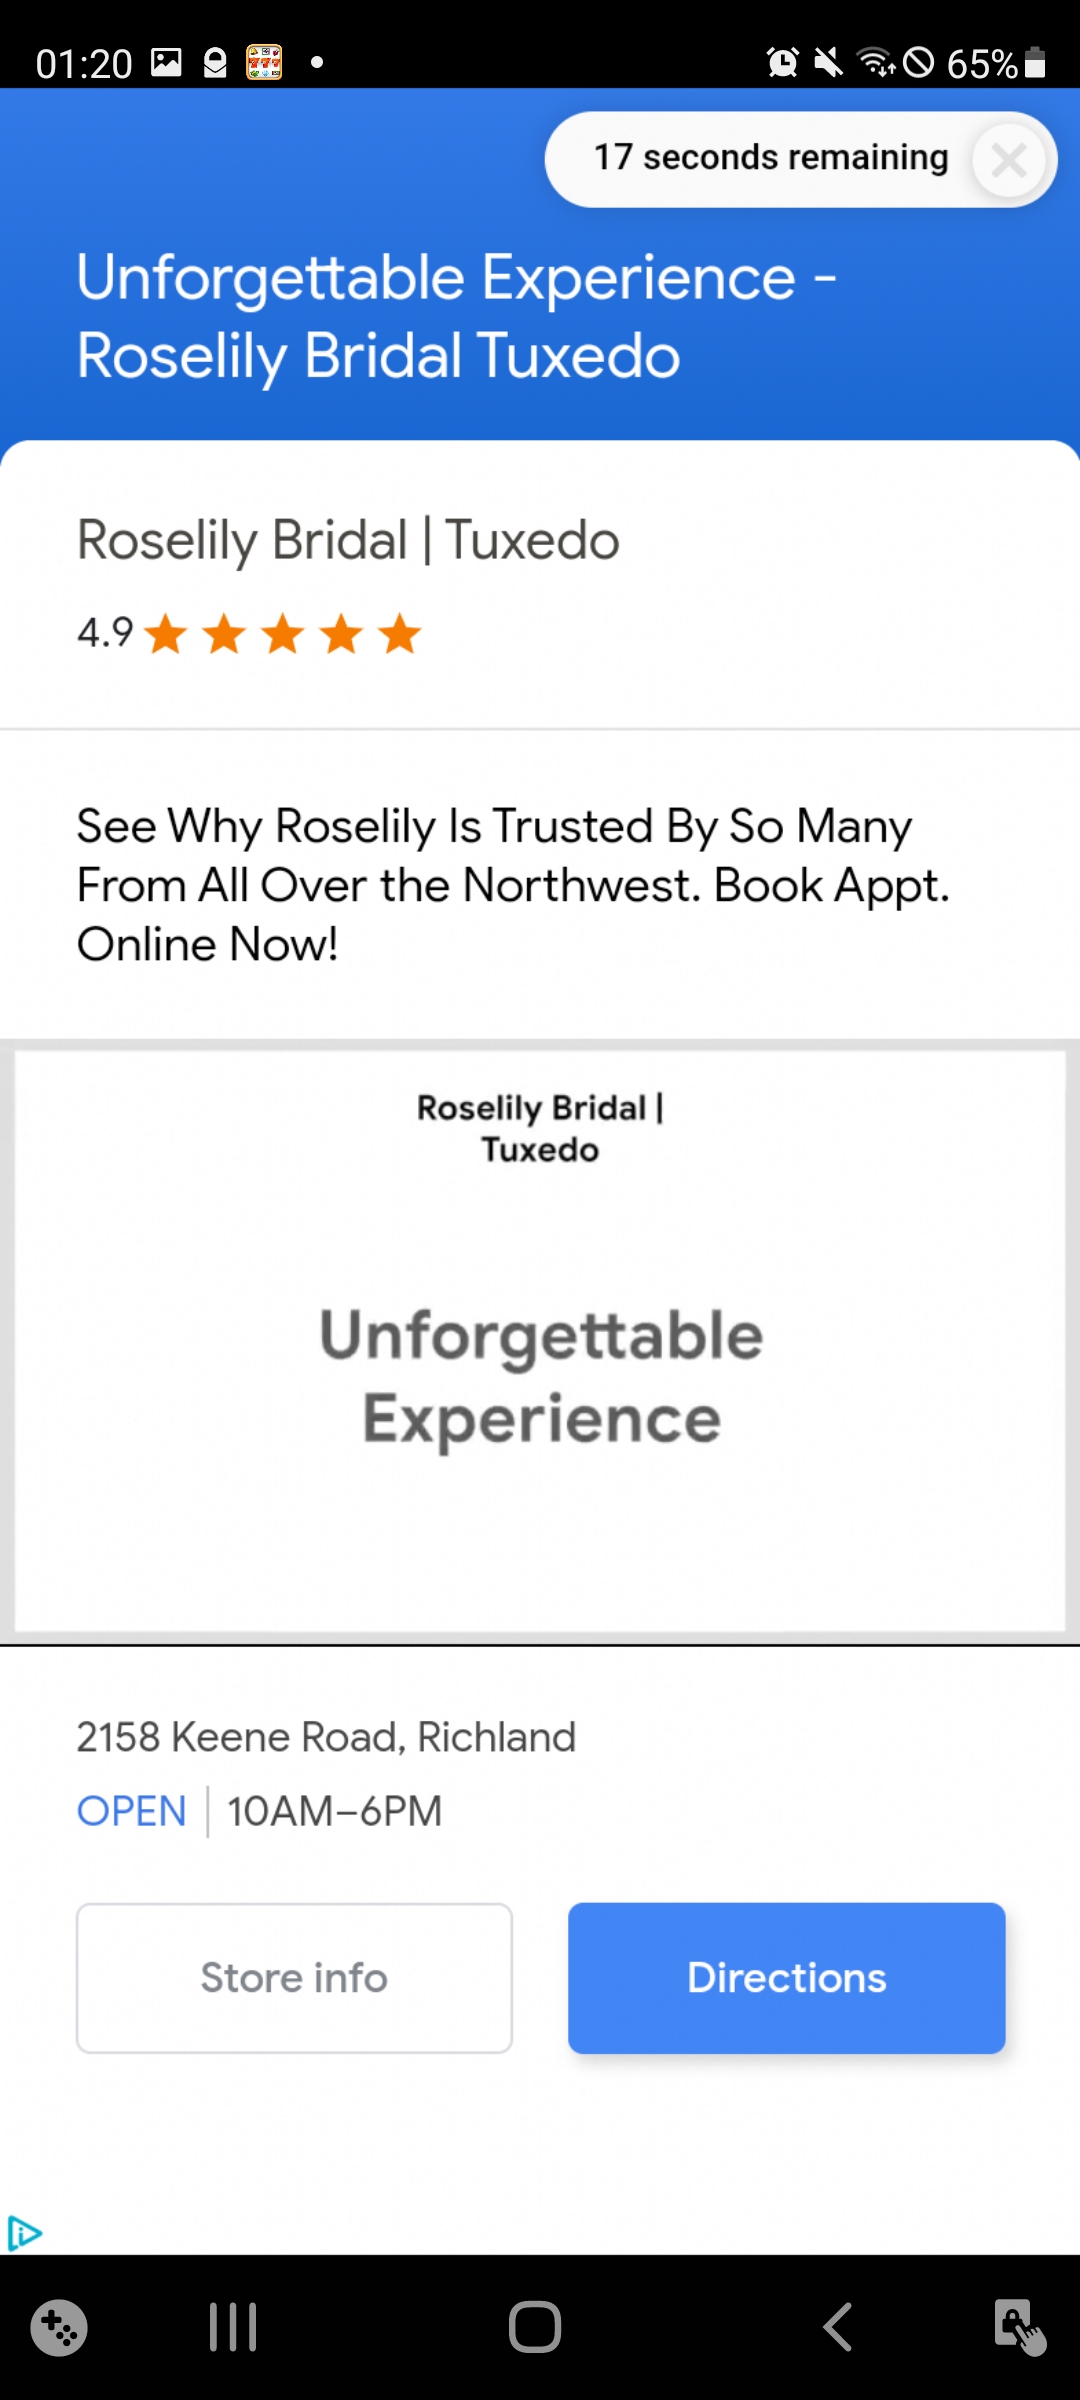 01:20
65%
17 seconds remaining
Unforgettable Experience -
Roselily Bridal Tuxedo
Roselily Bridal | Tuxedo
4.9
See Why Roselily Is Trusted By So Many
From All Over the Northwest. Book Appt.
Online Now!
Roselily Bridal |
Tuxedo
Unforgettable
Experience
2158 Keene Road, Richland
OPEN | 10AM–6PM
Store info
Directions